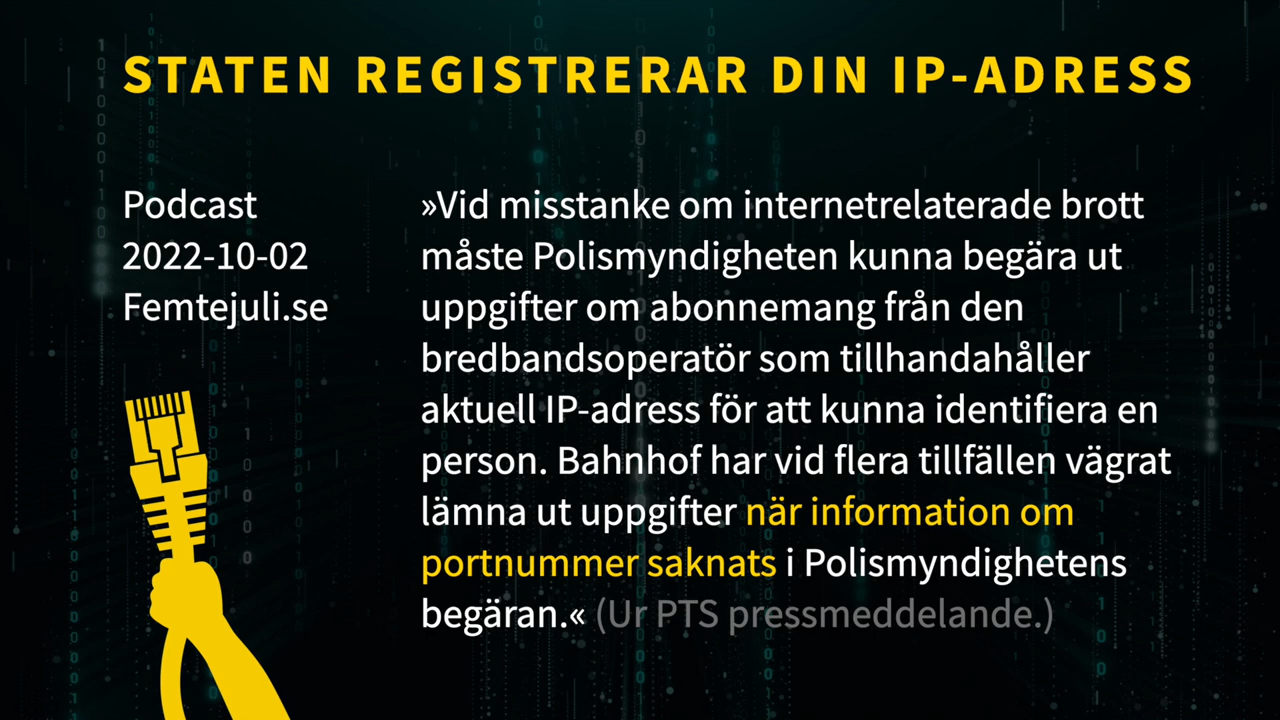 STATEN REGISTRERAR DIN IP-ADRESS
Podcast
2022-10-02
Femtejuli.se
»Vid misstanke om internetrelaterade brott
måste Polismyndigheten kunna begära ut
uppgifter om abonnemang från den
bredbandsoperatör som tillhandahåller
aktuell IP-adress för att kunna identifiera en
person. Bahnhof har vid flera tillfällen vägrat
lämna ut uppgifter när information om
portnummer saknats i Polismyndighetens
begäran.« (Ur PTS pressmeddelande.)